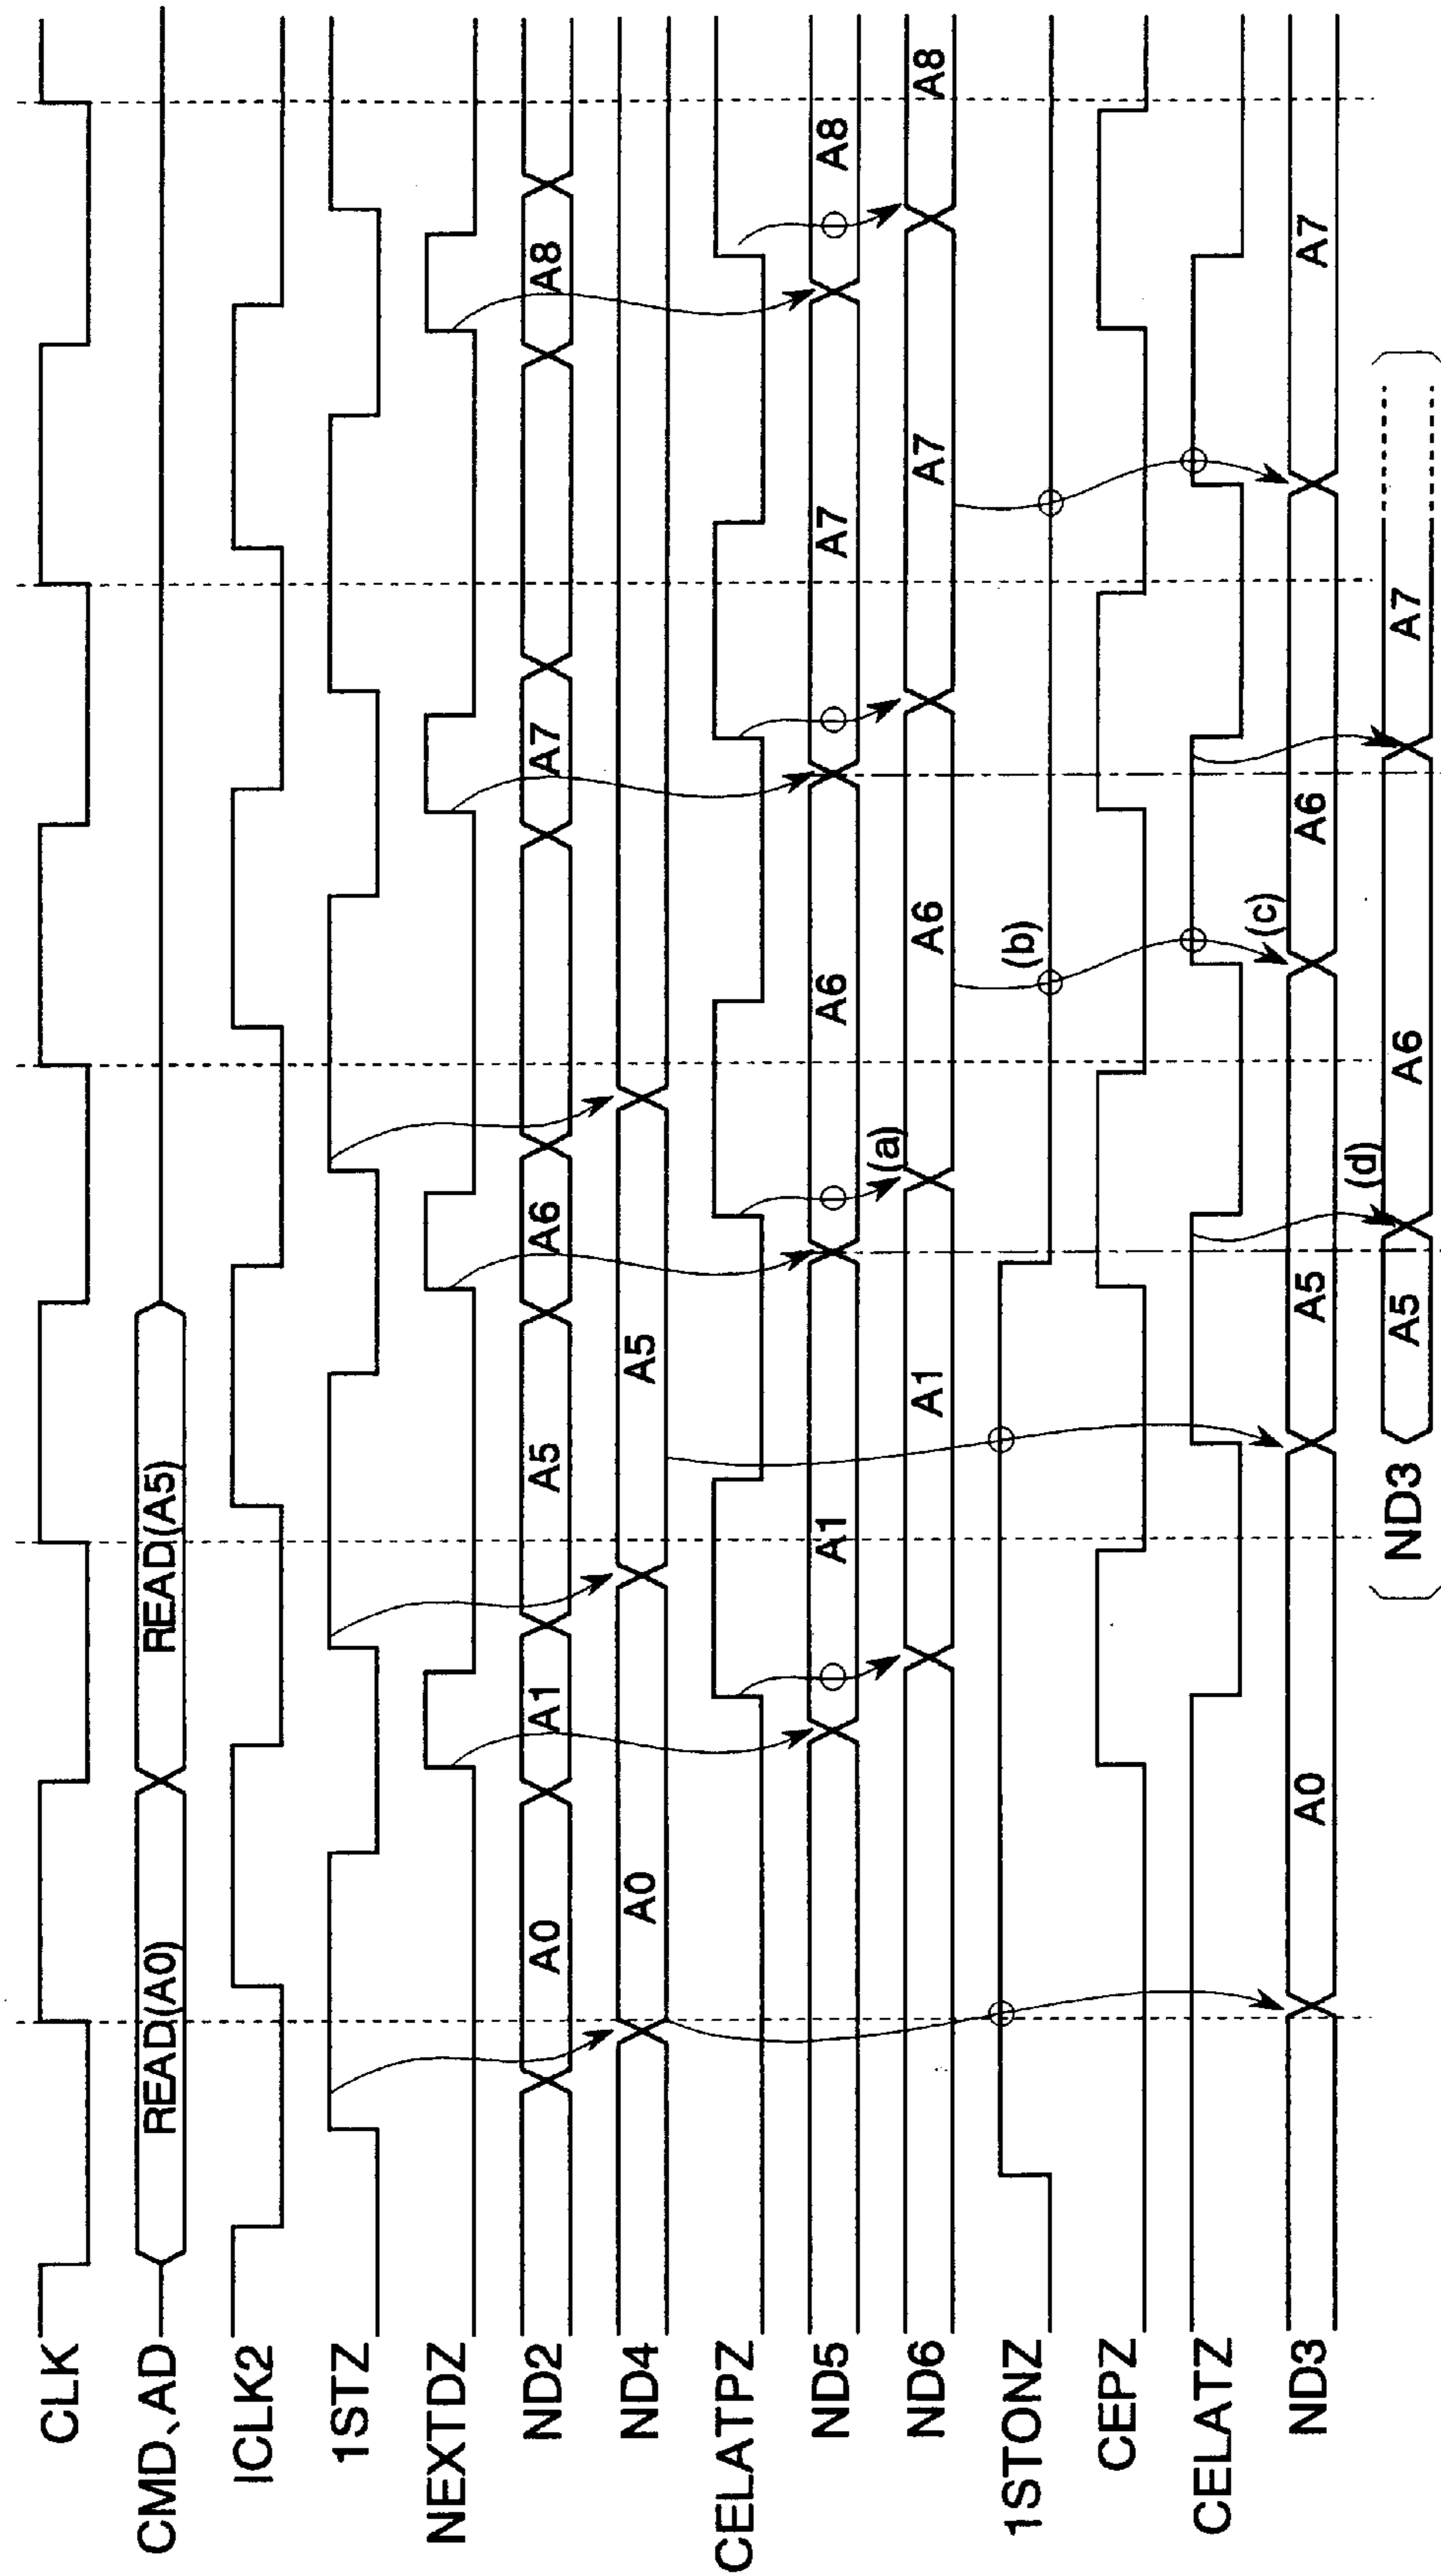 CLK
CMD、AD READ(A0) READ(A5)
ICLK2
1STZ
NEXTDZ
ND2 A0 A1 A5 A6 A7 A8
ND4 A0 A5
CELATPZ
ND5 A1 A6 A7 A8
(a)
ND6 A1 A6 A7 A8
1STONZ (b)
CEPZ
CELATZ
(c)
ND3 A0 A5 A6 A7
(d)
(ND3 A5 A6 A7)